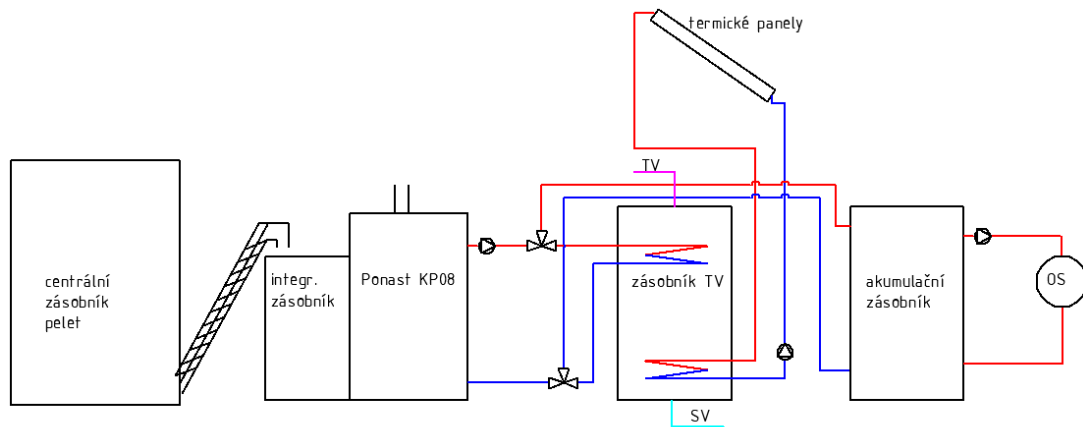 termické panely
TV
centrální
zásobník
pelet
integr.
zásobník
Ponast KP08
zásobník TV
akumulační
zásobník
OS
SV